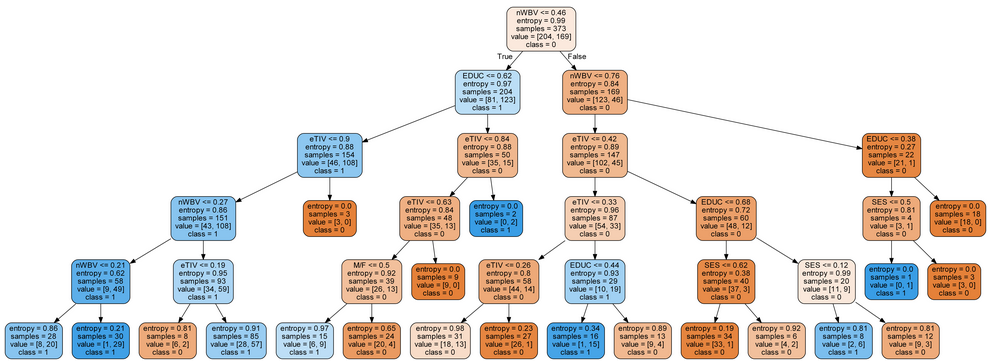 nWBV <= 0.46
entropy = 0.99
samples = 373
value = [204, 169]
class = 0
True
False
EDUC <= 0.62
entropy = 0.97
samples = 204
value = [81, 123]
class = 1
nWBV <= 0.76
entropy = 0.84
samples = 169
value = [123, 46]
class = 0
eTIV <= 0.9
entropy = 0.88
samples = 154
value = [46, 108]
class = 1
eTIV <= 0.84
entropy = 0.88
samples = 50
value = [35, 15]
class = 0
eTIV <= 0.42
entropy = 0.89
samples = 147
value = [102, 45]
class = 0
EDUC <= 0.38
entropy = 0.27
samples = 22
value = [21, 1]
class = 0
nWBV <= 0.27
entropy = 0.86
samples = 151
value = [43, 108]
class = 1
entropy = 0.0
samples = 3
value = [3, 0]
class = 0
eTIV <= 0.63
entropy = 0.84
samples = 48
value = [35, 13]
class = 0
entropy = 0.0
samples = 2
value = [0, 2]
class = 1
eTIV <= 0.33
entropy = 0.96
samples = 87
value = [54, 33]
class = 0
EDUC <= 0.68
entropy = 0.72
samples = 60
value = [48, 12]
class = 0
SES <= 0.5
entropy = 0.81
samples = 4
value = [3, 1]
class = 0
entropy = 0.0
samples = 18
value = [18, 0]
class = 0
nWBV <= 0.21
entropy = 0.62
samples = 58
value = [9, 49]
class = 1
eTIV <= 0.19
entropy = 0.95
samples = 93
value = [34, 59]
class = 1
M/F <= 0.5
entropy = 0.92
samples = 39
value = [26, 13]
class = 0
entropy = 0.0
samples = 9
value = [9, 0]
class = 0
eTIV <= 0.26
entropy = 0.8
samples = 58
value = [44, 14]
class = 0
EDUC <= 0.44
entropy = 0.93
samples = 29
value = [10, 19]
class = 1
SES <= 0.62
entropy = 0.38
samples = 40
value = [37, 3]
class = 0
SES <= 0.12
entropy = 0.99
samples = 20
value = [11, 9]
class = 0
entropy = 0.0
samples = 1
value = [0, 1]
class = 1
entropy = 0.0
samples = 3
value = [3, 0]
class = 0
entropy = 0.86
samples = 28
value = [8, 20]
class = 1
entropy = 0.21
samples = 30
value = [1, 29]
class = 1
entropy = 0.81
samples = 8
value = [6, 2]
class = 0
entropy = 0.91
samples = 85
value = [28, 57]
class = 1
entropy = 0.97
samples = 15
value = [6, 9]
class = 1
entropy = 0.65
samples = 24
value = [20, 4]
class = 0
entropy = 0.98
samples = 31
value = [18, 13]
class = 0
entropy = 0.23
samples = 27
value = [26, 1]
class = 0
entropy = 0.34
samples = 16
value = [1, 15]
class = 1
entropy = 0.89
samples = 13
value = [9, 4]
class = 0
entropy = 0.19
samples = 34
value = [33, 1]
class = 0
entropy = 0.92
samples = 6
value = [4, 2]
class = 0
entropy = 0.81
samples = 8
value = [2, 6]
class = 1
entropy = 0.81
samples = 12
value = [9, 3]
class = 0